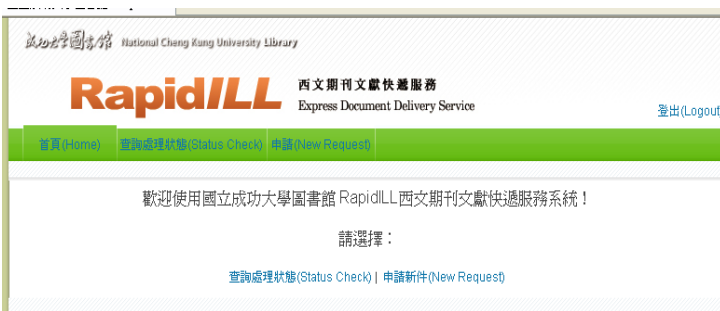 成功大學圖書館 National Cheng Kung University Library
RapidILL 西文期刊文獻快遞服務
Express Document Delivery Service
登出(Logout
首頁(Home) 查詢處理狀態(Status Check) 申請(New Request)
歡迎使用國立成功大學圖書館 RapidILL西文期刊文獻快遞服務系統！
請選擇：
查詢處理狀態(Status Check) | 申請新件(New Request)